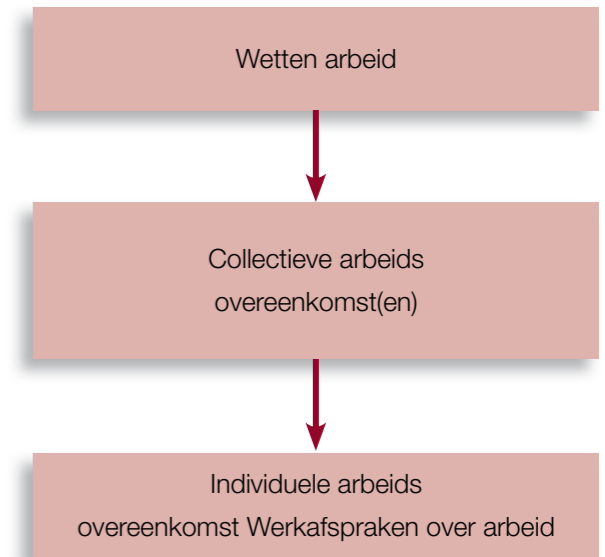 Wetten arbeid
Collectieve arbeids
overeenkomst(en)
Individuele arbeids
overeenkomst Werkafspraken over arbeid